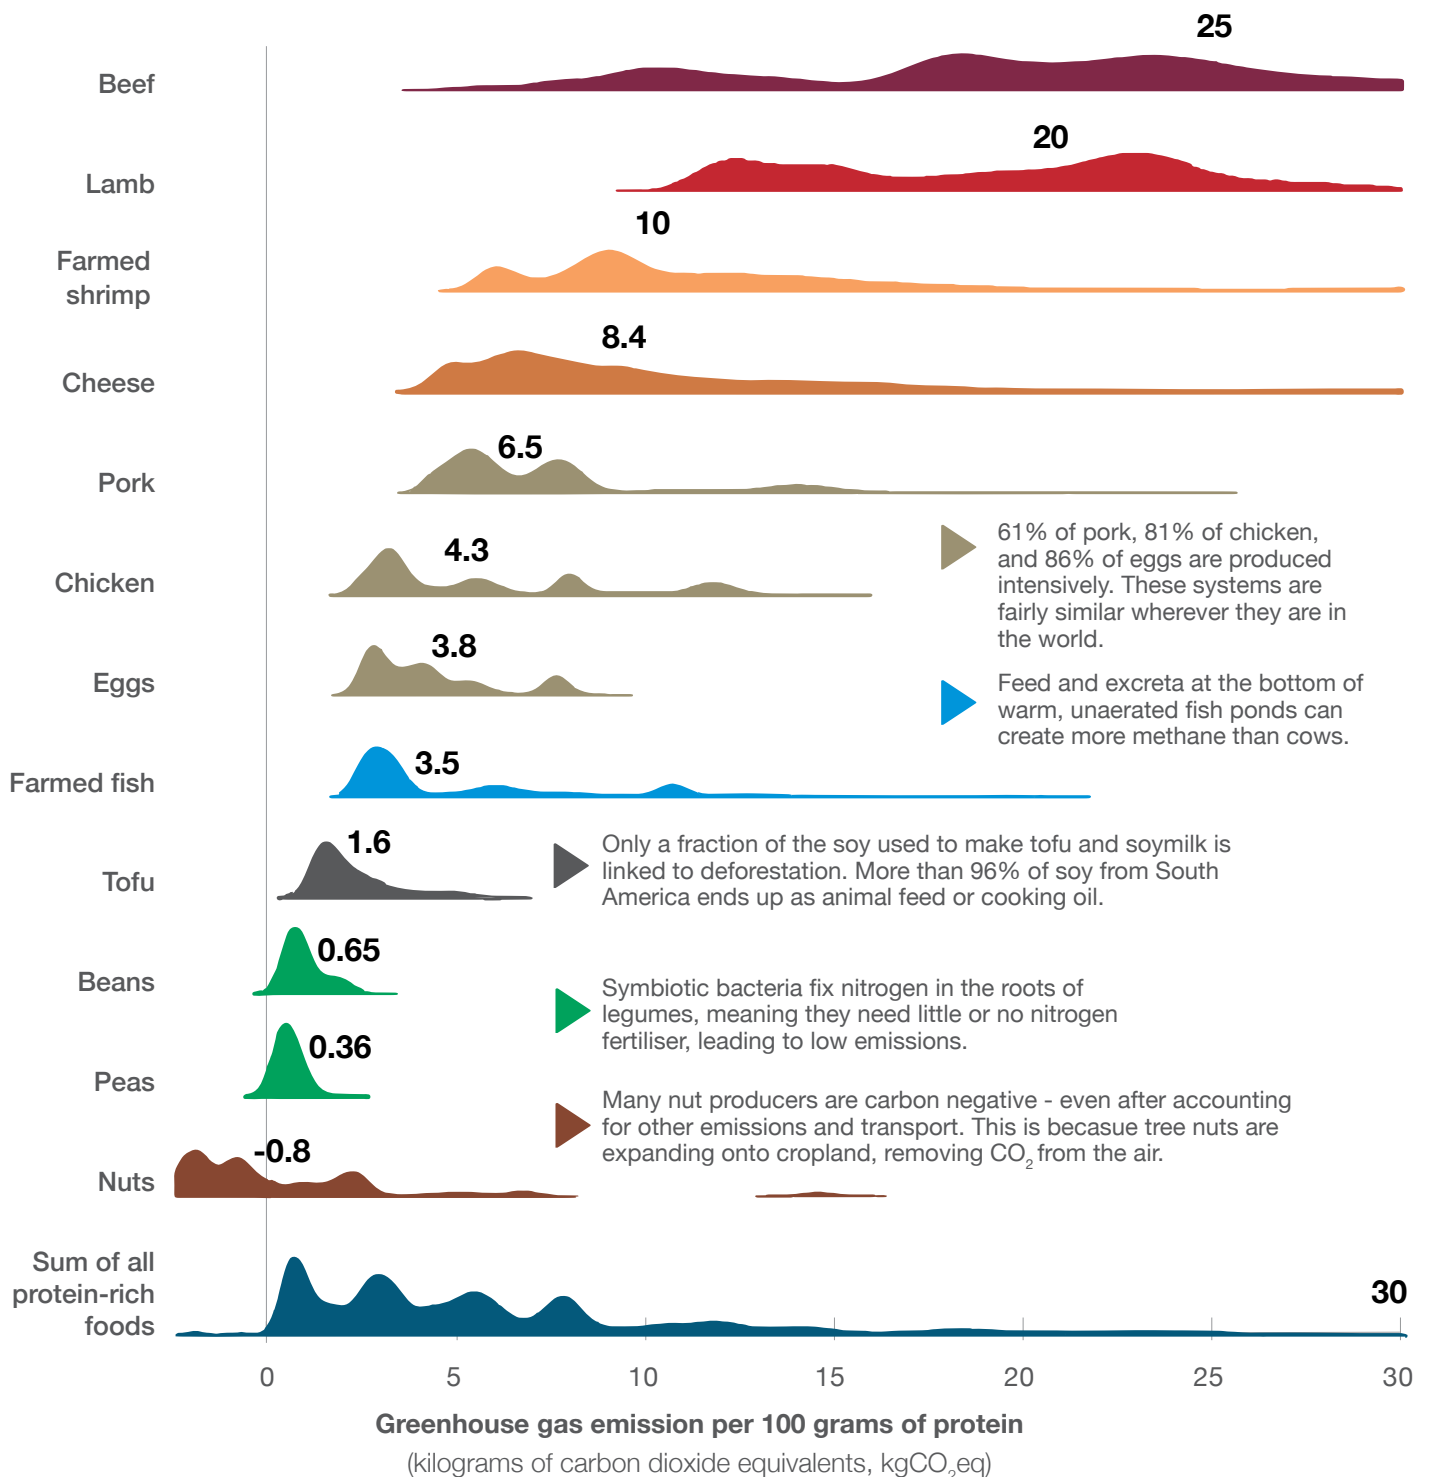 25
Beef
20
Lamb
10
Farmed
shrimp
8.4
Cheese
6.5
Pork
61% of pork, 81% of chicken,
and 86% of eggs are produced
intensively. These systems are
fairly similar wherever they are in
the world.
4.3
Chicken
3.8
Eggs
Feed and excreta at the bottom of
warm, unaerated fish ponds can
create more methane than cows.
3.5
Farmed fish
1.6
Tofu
Only a fraction of the soy used to make tofu and soymilk is
linked to deforestation. More than 96% of soy from South
America ends up as animal feed or cooking oil.
0.65
Beans
Symbiotic bacteria fix nitrogen in the roots of
legumes, meaning they need little or no nitrogen
fertiliser, leading to low emissions.
0.36
Peas
Many nut producers are carbon negative - even after accounting
for other emissions and transport. This is becasue tree nuts are
expanding onto cropland, removing CO₂ from the air.
-0.8
Nuts
Sum of all
protein-rich
foods
30
0 5 10 15 20 25 30
Greenhouse gas emission per 100 grams of protein
(kilograms of carbon dioxide equivalents, kgCO₂eq)